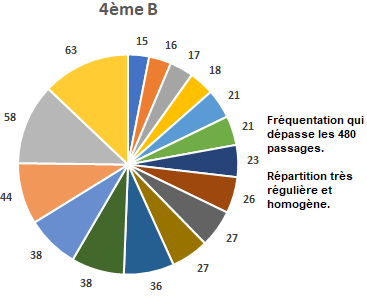 4ème B
63
15
16
17
18
21
21
23
26
27
27
36
38
38
44
58
Fréquentation qui
dépasse les 480
passages.
Répartition très
régulière et
homogène.